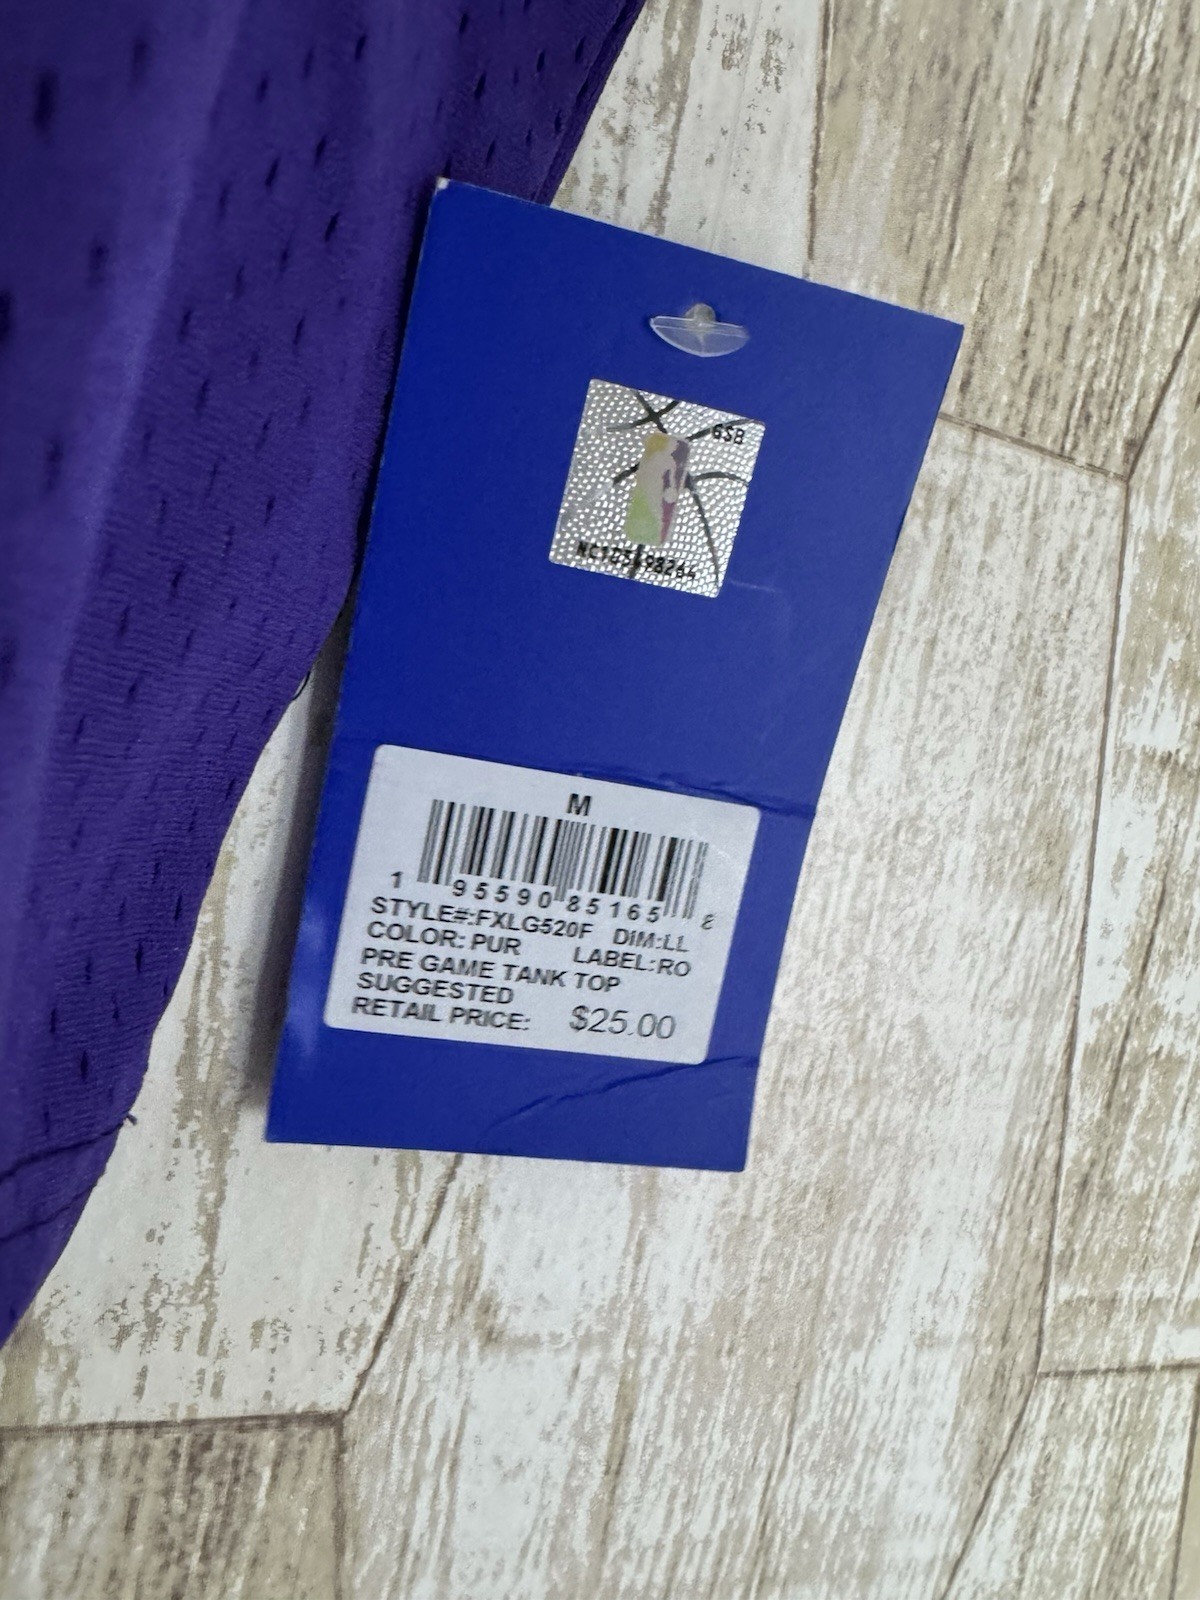 GSB
M
1 95590 85165 8
STYLE#:FXLG520F DIM:LL
COLOR: PUR LABEL:RO
PRE GAME TANK TOP
SUGGESTED
RETAIL PRICE: $25.00